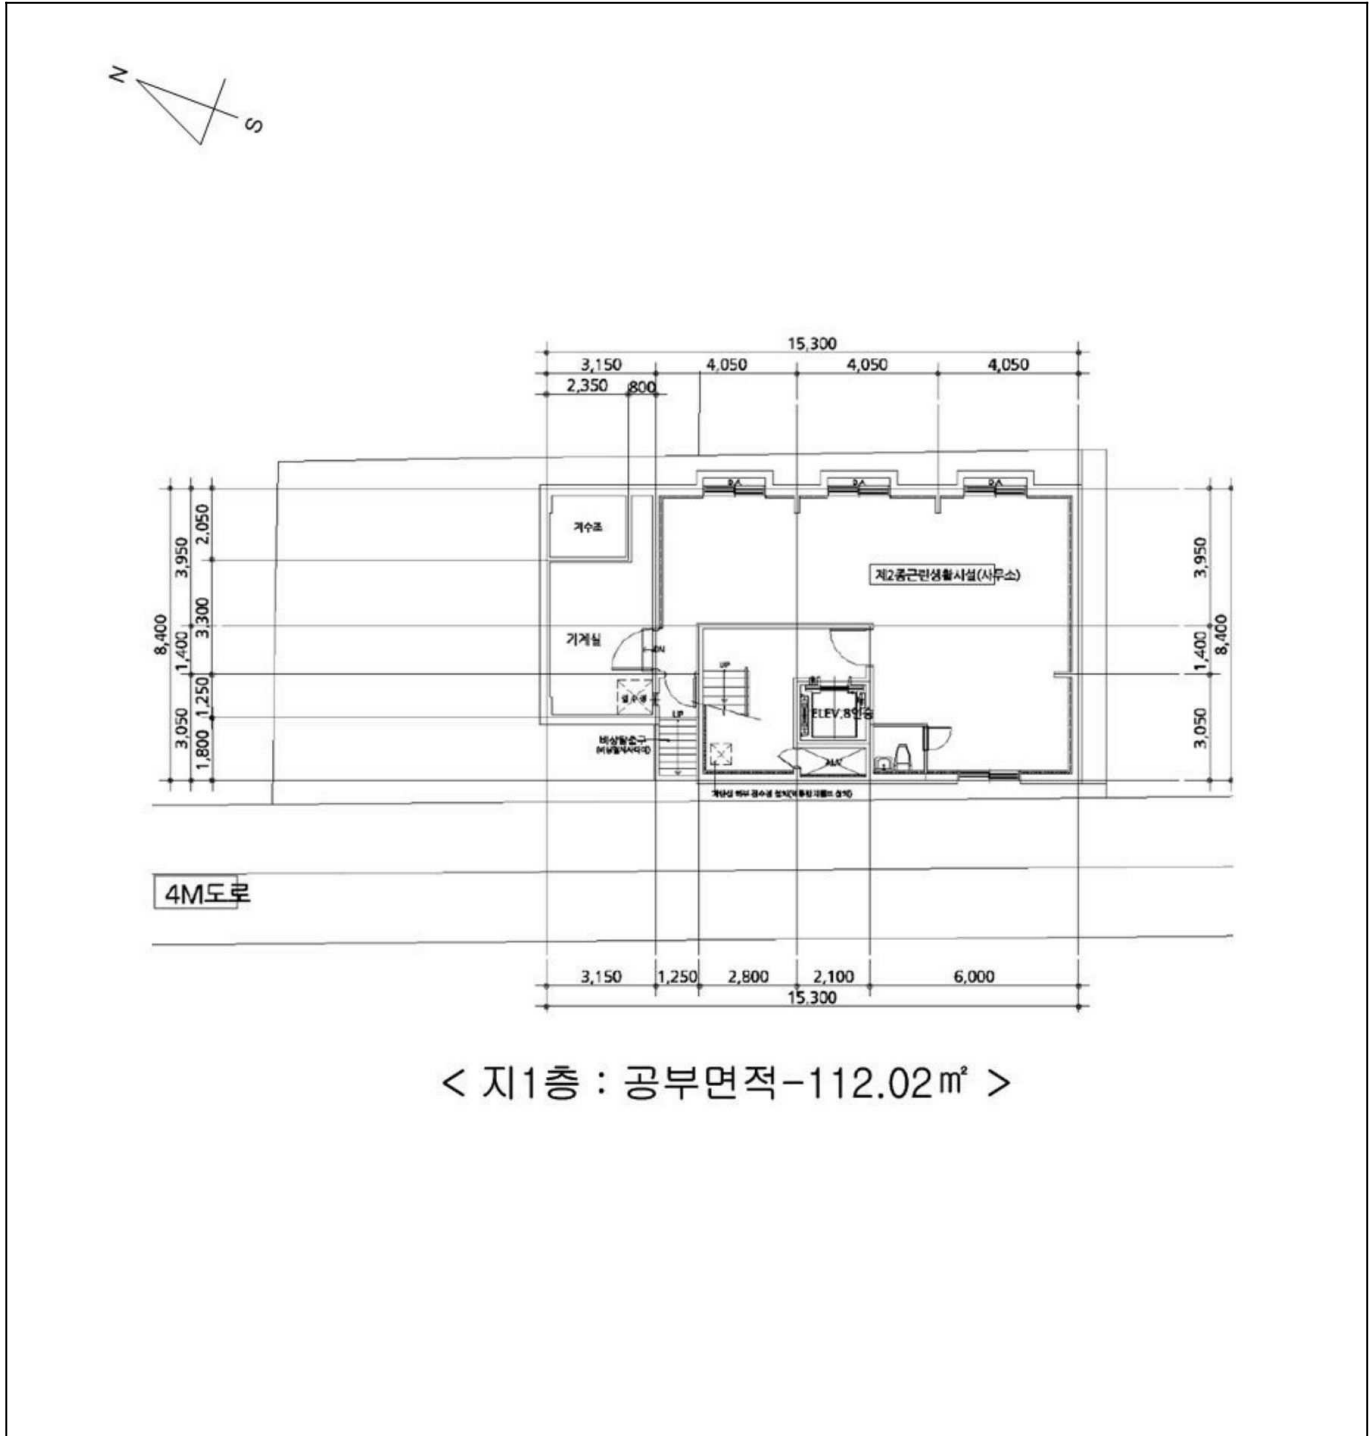 N
S
15,300
3,150 4,050 4,050 4,050
2,350 800
저수조
제2종근린생활시설(사무소)
기계실
DN
UP
UP
ELEV.8인승
집수정
비상탈출구
8,400
3,950 1,400 3,050
2,050 3,300 1,250 1,800
3,950 1,400 3,050
8,400
4M도로
3,150 1,250 2,800 2,100 6,000
15,300
< 지1층 : 공부면적-112.02㎡ >